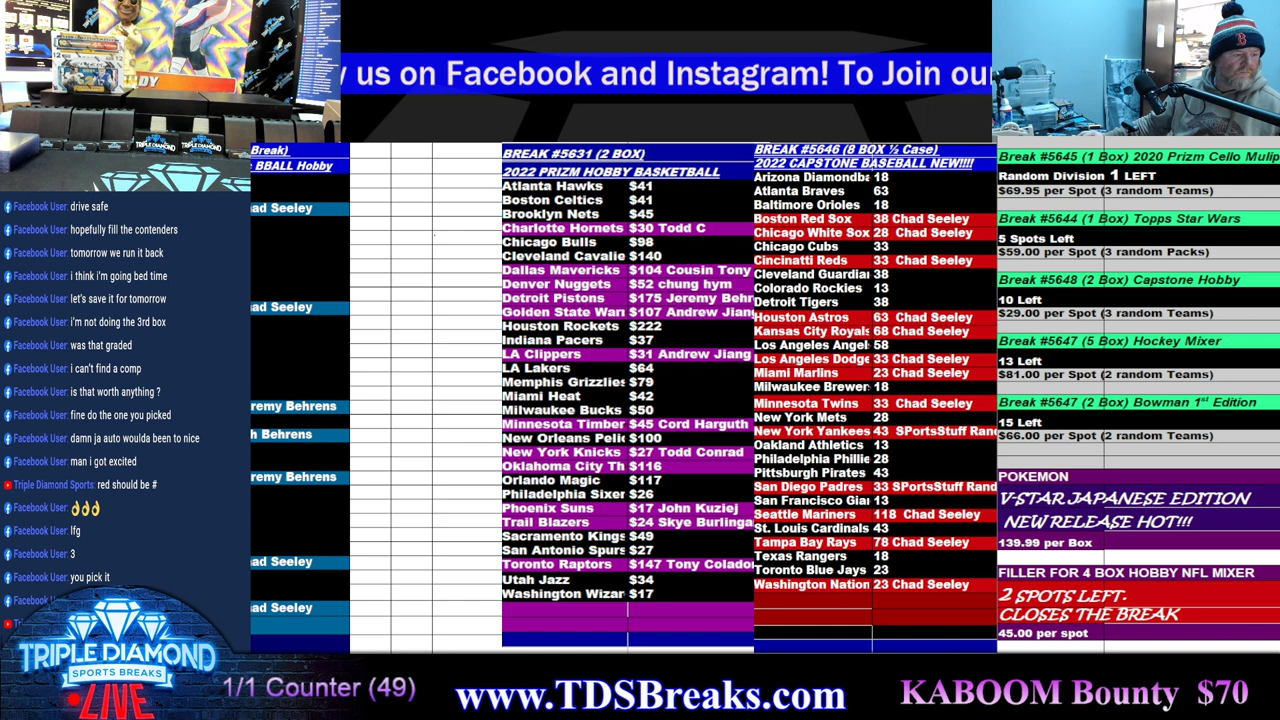 y us on Facebook and Instagram! To Join ou
DY
Facebook User: drive safe
Facebook User: hopefully fill the contenders
Facebook User: tomorrow we run it back
Facebook User: i think i'm going bed time
Facebook User: let's save it for tomorrow
Facebook User: i'm not doing the 3rd box
Facebook User: was that graded
Facebook User: i can't find a comp
Facebook User: is that worth anything ?
Facebook User: fine do the one you picked
Facebook User: damn ja auto woulda been to nice
Facebook User: man i got excited
Triple Diamond Sports: red should be #
Facebook User: 👌👌👌
Facebook User: lfg
Facebook User: 3
Facebook User: you pick it
Break)
BBALL Hobby
ad Seeley
ad Seeley
remy Behrens
h Behrens
remy Behrens
ad Seeley
ad Seeley
BREAK #5631 (2 BOX)
2022 PRIZM HOBBY BASKETBALL
Atlanta Hawks $41
Boston Celtics $41
Brooklyn Nets $45
Charlotte Hornets $30 Todd C
Chicago Bulls $98
Cleveland Cavalie $140
Dallas Mavericks $104 Cousin Tony
Denver Nuggets $52 chung hym
Detroit Pistons $175 Jeremy Behr
Golden State War $107 Andrew Jiang
Houston Rockets $222
Indiana Pacers $37
LA Clippers $31 Andrew Jiang
LA Lakers $64
Memphis Grizzlies $79
Miami Heat $42
Milwaukee Bucks $50
Minnesota Timber $45 Cord Harguth
New Orleans Pelic $100
New York Knicks $27 Todd Conrad
Oklahoma City Th $116
Orlando Magic $117
Philadelphia Sixer $26
Phoenix Suns $17 John Kuziej
Trail Blazers $24 Skye Burlinga
Sacramento Kings $49
San Antonio Spurs $27
Toronto Raptors $147 Tony Colado
Utah Jazz $34
Washington Wizar $17
BREAK #5646 (8 BOX ½ Case)
2022 CAPSTONE BASEBALL NEW!!!!
Arizona Diamondba 18
Atlanta Braves 63
Baltimore Orioles 18
Boston Red Sox 38 Chad Seeley
Chicago White Sox 28 Chad Seeley
Chicago Cubs 33
Cincinatti Reds 33 Chad Seeley
Cleveland Guardian 38
Colorado Rockies 13
Detroit Tigers 38
Houston Astros 63 Chad Seeley
Kansas City Royals 68 Chad Seeley
Los Angeles Angel 58
Los Angeles Dodge 33 Chad Seeley
Miami Marlins 23 Chad Seeley
Milwaukee Brewer 18
Minnesota Twins 33 Chad Seeley
New York Mets 28
New York Yankees 43 SPortsStuff Rand
Oakland Athletics 13
Philadelphia Phillie 28
Pittsburgh Pirates 43
San Diego Padres 33 SPortsStuff Rand
San Francisco Gian 13
Seattle Mariners 118 Chad Seeley
St. Louis Cardinals 43
Tampa Bay Rays 78 Chad Seeley
Texas Rangers 18
Toronto Blue Jays 23
Washington Nation 23 Chad Seeley
Break #5645 (1 Box) 2020 Prizm Cello Mulip
Random Division 1 LEFT
$69.95 per Spot (3 random Teams)
Break #5644 (1 Box) Topps Star Wars
5 Spots Left
$59.00 per Spot (3 random Packs)
Break #5648 (2 Box) Capstone Hobby
10 Left
$29.00 per Spot (3 random Teams)
Break #5647 (5 Box) Hockey Mixer
13 Left
$81.00 per Spot (2 random Teams)
Break #5647 (2 Box) Bowman 1st Edition
15 Left
$66.00 per Spot (2 random Teams)
POKEMON
V-STAR JAPANESE EDITION
NEW RELEASE HOT!!!
139.99 per Box
FILLER FOR 4 BOX HOBBY NFL MIXER
2 SPOTS LEFT.
CLOSES THE BREAK
45.00 per spot
TRIPLE DIAMOND
SPORTS BREAKS
LIVE
1/1 Counter (49)
www.TDSBreaks.com
KABOOM Bounty $70